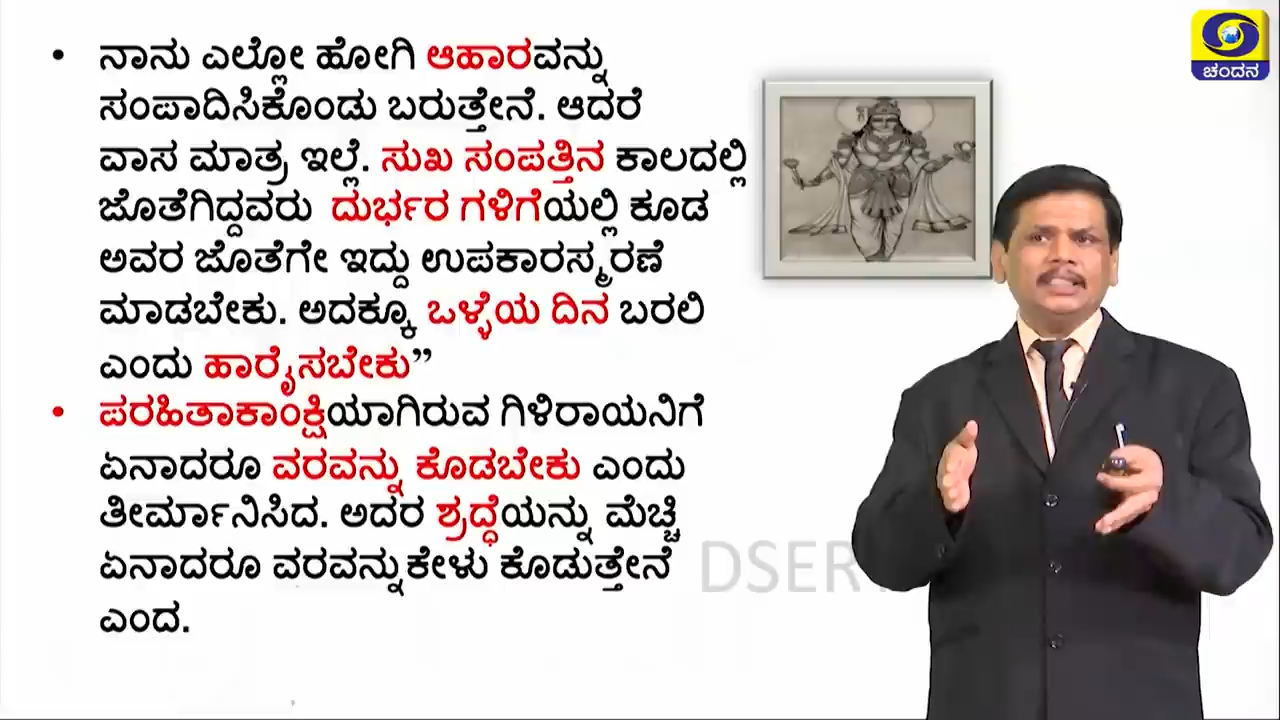 ನಾನು ಎಲ್ಲೋ ಹೋಗಿ ಆಹಾರವನ್ನು
ಸಂಪಾದಿಸಿಕೊಂಡು ಬರುತ್ತೇನೆ. ಆದರೆ
ವಾಸ ಮಾತ್ರ ಇಲ್ಲೆ. ಸುಖ ಸಂಪತ್ತಿನ ಕಾಲದಲ್ಲಿ
ಜೊತೆಗಿದ್ದವರು ದುರ್ಭರ ಗಳಿಗೆಯಲ್ಲಿ ಕೂಡ
ಅವರ ಜೊತೆಗೇ ಇದ್ದು ಉಪಕಾರಸ್ಮರಣೆ
ಮಾಡಬೇಕು. ಅದಕ್ಕೂ ಒಳ್ಳೆಯ ದಿನ ಬರಲಿ
ಎಂದು ಹಾರೈಸಬೇಕು”
ಪರಹಿತಾಕಾಂಕ್ಷಿಯಾಗಿರುವ ಗಿಳಿರಾಯನಿಗೆ
ಏನಾದರೂ ವರವನ್ನು ಕೊಡಬೇಕು ಎಂದು
ತೀರ್ಮಾನಿಸಿದ. ಅದರ ಶ್ರದ್ಧೆಯನ್ನು ಮೆಚ್ಚಿ
ಏನಾದರೂ ವರವನ್ನುಕೇಳು ಕೊಡುತ್ತೇನೆ
ಎಂದ.
ಚಂದನ
DSER